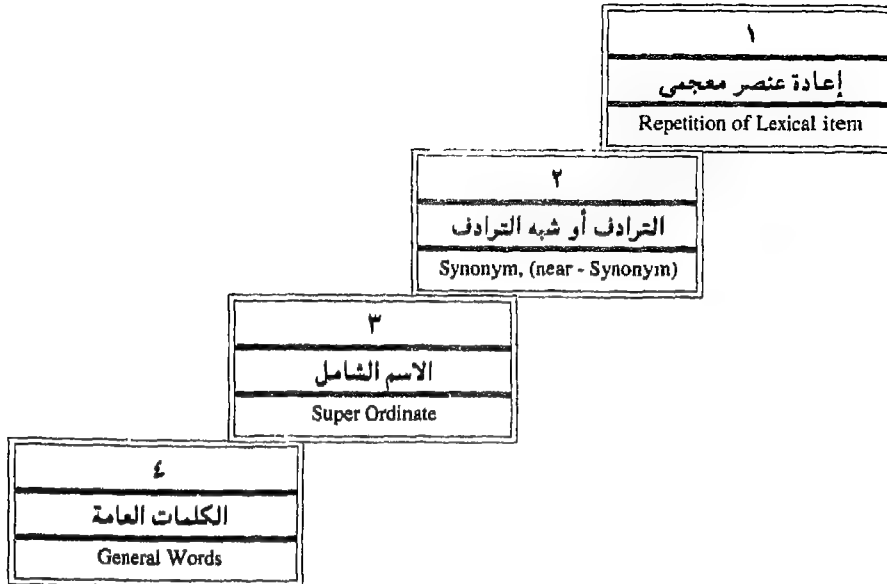 ١
إعادة عنصر معجمى
Repetition of Lexical item
٢
الترادف أو شبه الترادف
Synonym, (near - Synonym)
٣
الاسم الشامل
Super Ordinate
٤
الكلمات العامة
General Words